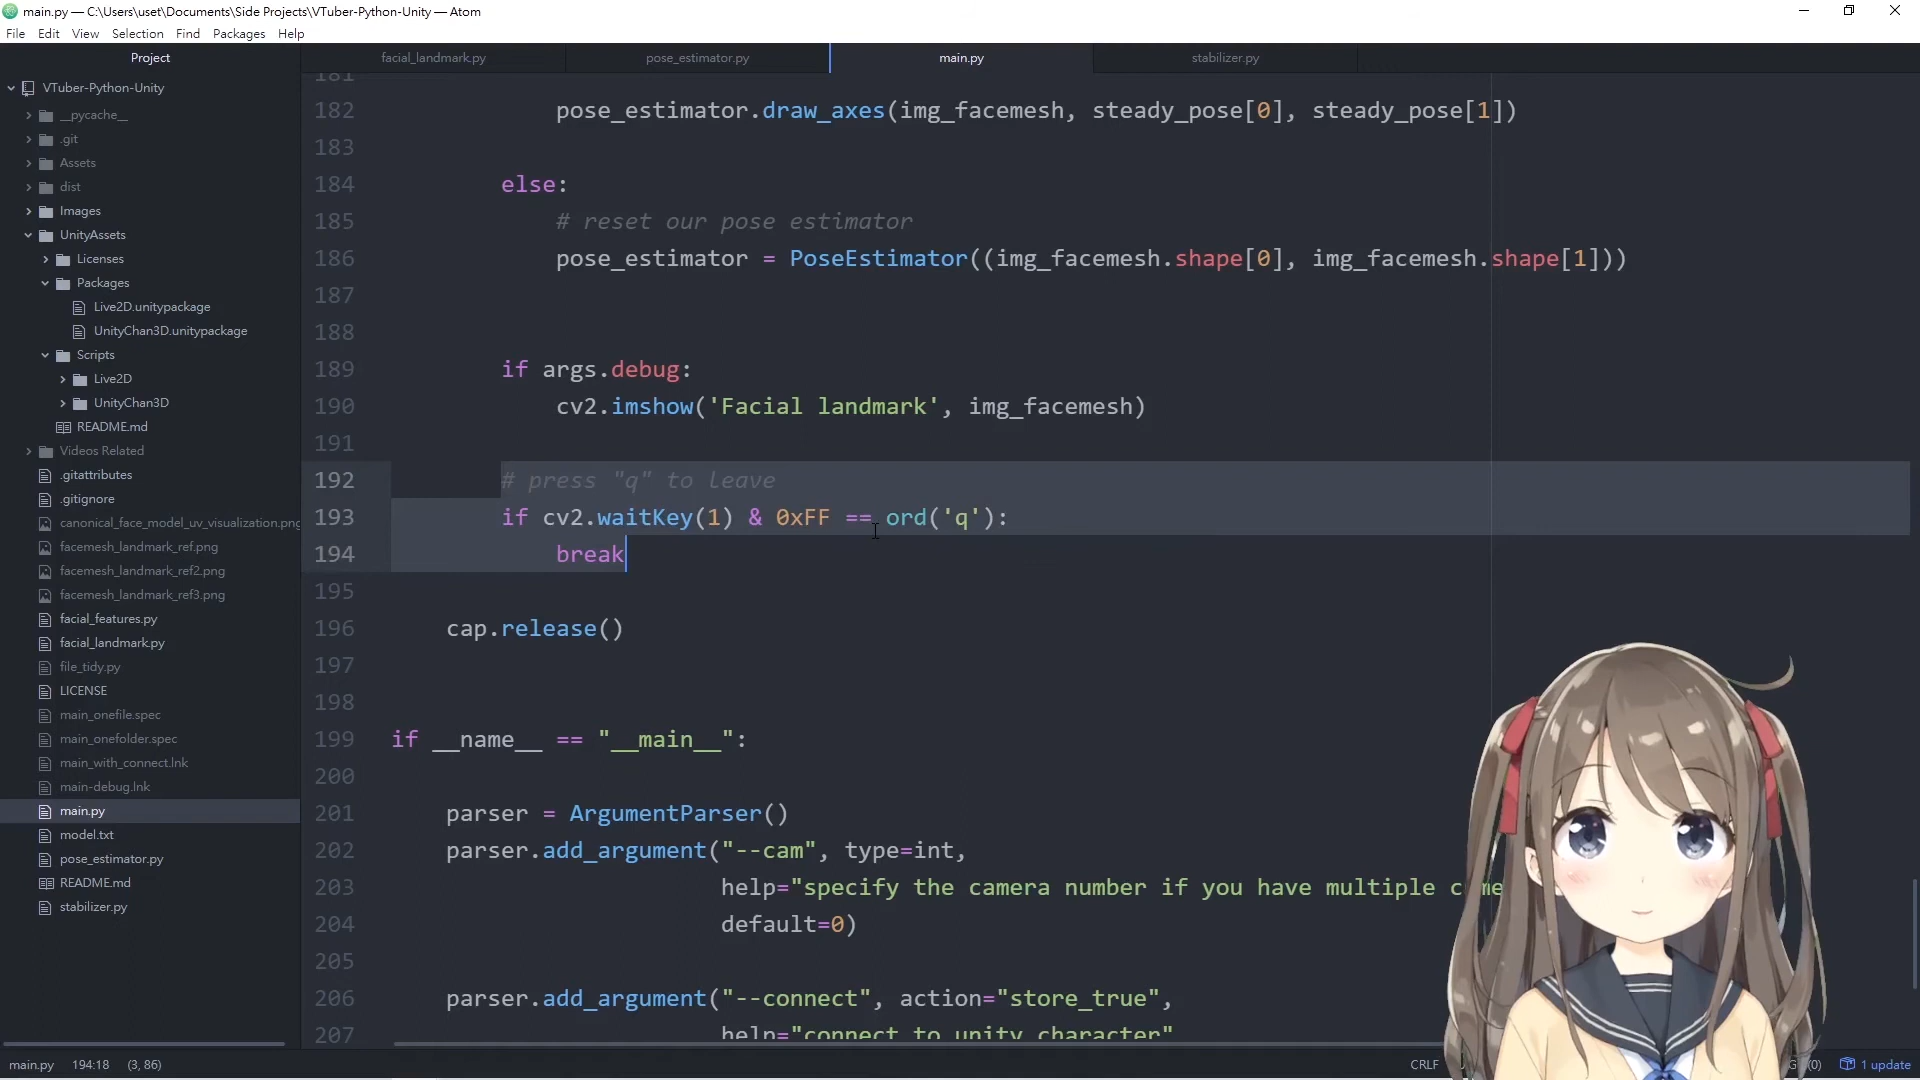 main.py — C:\Users\uset\Documents\Side Projects\VTuber-Python-Unity — Atom
File Edit View Selection Find Packages Help
Project
VTuber-Python-Unity
__pycache__
.git
Assets
dist
Images
UnityAssets
Licenses
Packages
Live2D.unitypackage
UnityChan3D.unitypackage
Scripts
Live2D
UnityChan3D
README.md
Videos Related
.gitattributes
.gitignore
canonical_face_model_uv_visualization.png
facemesh_landmark_ref.png
facemesh_landmark_ref2.png
facemesh_landmark_ref3.png
facial_features.py
facial_landmark.py
file_tidy.py
LICENSE
main_onefile.spec
main_onefolder.spec
main_with_connect.lnk
main-debug.lnk
main.py
model.txt
pose_estimator.py
README.md
stabilizer.py
facial_landmark.py pose_estimator.py main.py stabilizer.py
181
182 pose_estimator.draw_axes(img_facemesh, steady_pose[0], steady_pose[1])
183
184 else:
185 # reset our pose estimator
186 pose_estimator = PoseEstimator((img_facemesh.shape[0], img_facemesh.shape[1]))
187
188
189 if args.debug:
190 cv2.imshow('Facial landmark', img_facemesh)
191
192 # press "q" to leave
193 if cv2.waitKey(1) & 0xFF == ord('q'):
194 break
195
196 cap.release()
197
198
199 if __name__ == "__main__":
200
201 parser = ArgumentParser()
202 parser.add_argument("--cam", type=int,
203 help="specify the camera number if you have multiple
204 default=0)
205
206 parser.add_argument("--connect", action="store_true",
207 help="connect to unity character"
main.py 194:18 (3, 86) CRLF (0) 1 update